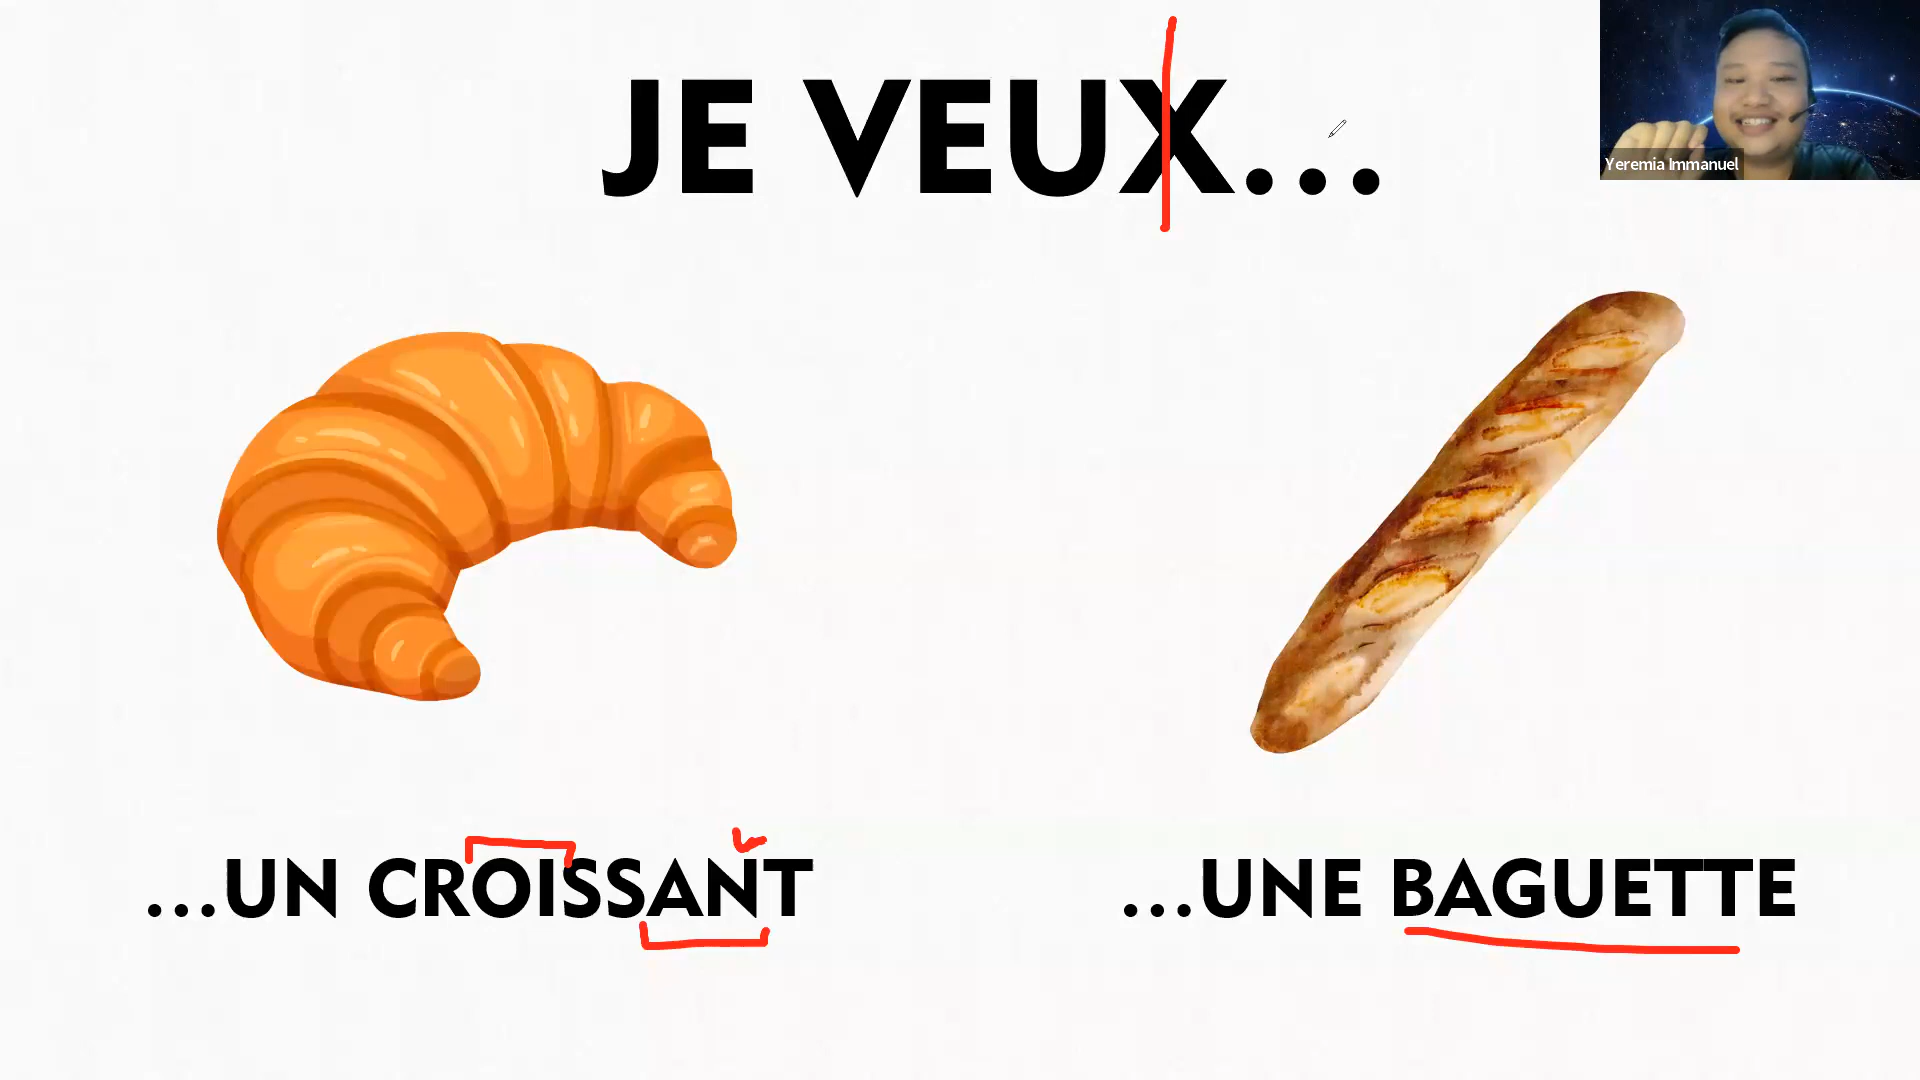 JE VEUX...
Yeremia Immanuel
...UN CROISSANT
...UNE BAGUETTE